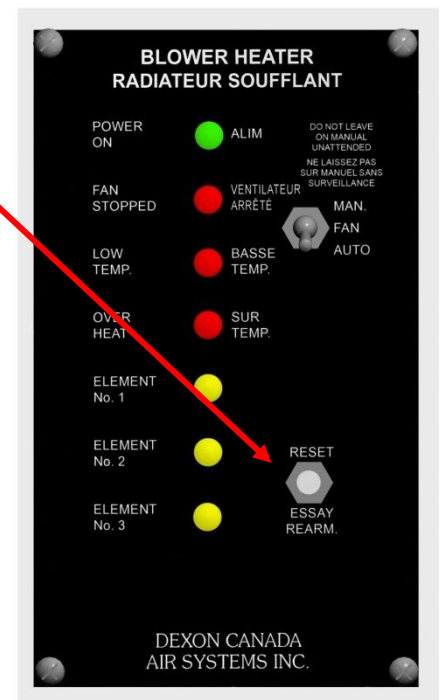 BLOWER HEATER
RADIATEUR SOUFFLANT
POWER
ON
ALIM
DO NOT LEAVE
ON MANUAL
UNATTENDED
NE LAISSEZ PAS
SUR MANUEL SANS
SURVEILLANCE
FAN
STOPPED
VENTILATEUR
ARRÊTÉ
MAN.
FAN
AUTO
LOW
TEMP.
BASSE
TEMP.
OVER
HEAT
SUR
TEMP.
ELEMENT
No. 1
ELEMENT
No. 2
RESET
ELEMENT
No. 3
ESSAY
REARM.
DEXON CANADA
AIR SYSTEMS INC.